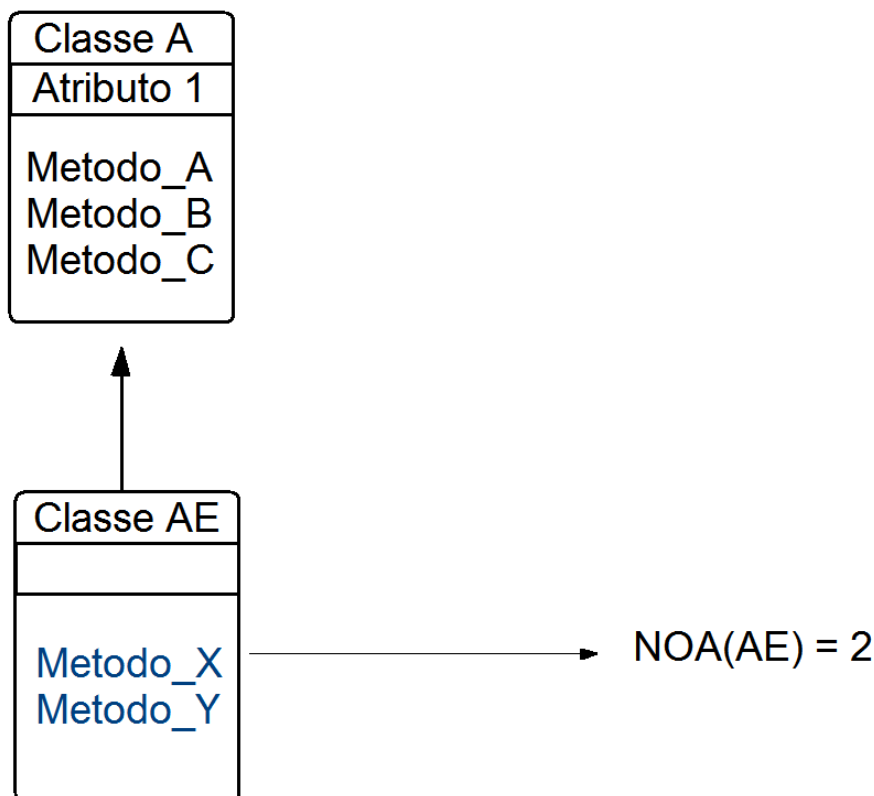 Classe A
Atributo 1
Metodo_A
Metodo_B
Metodo_C
Classe AE
Metodo_X
Metodo_Y
NOA(AE) = 2